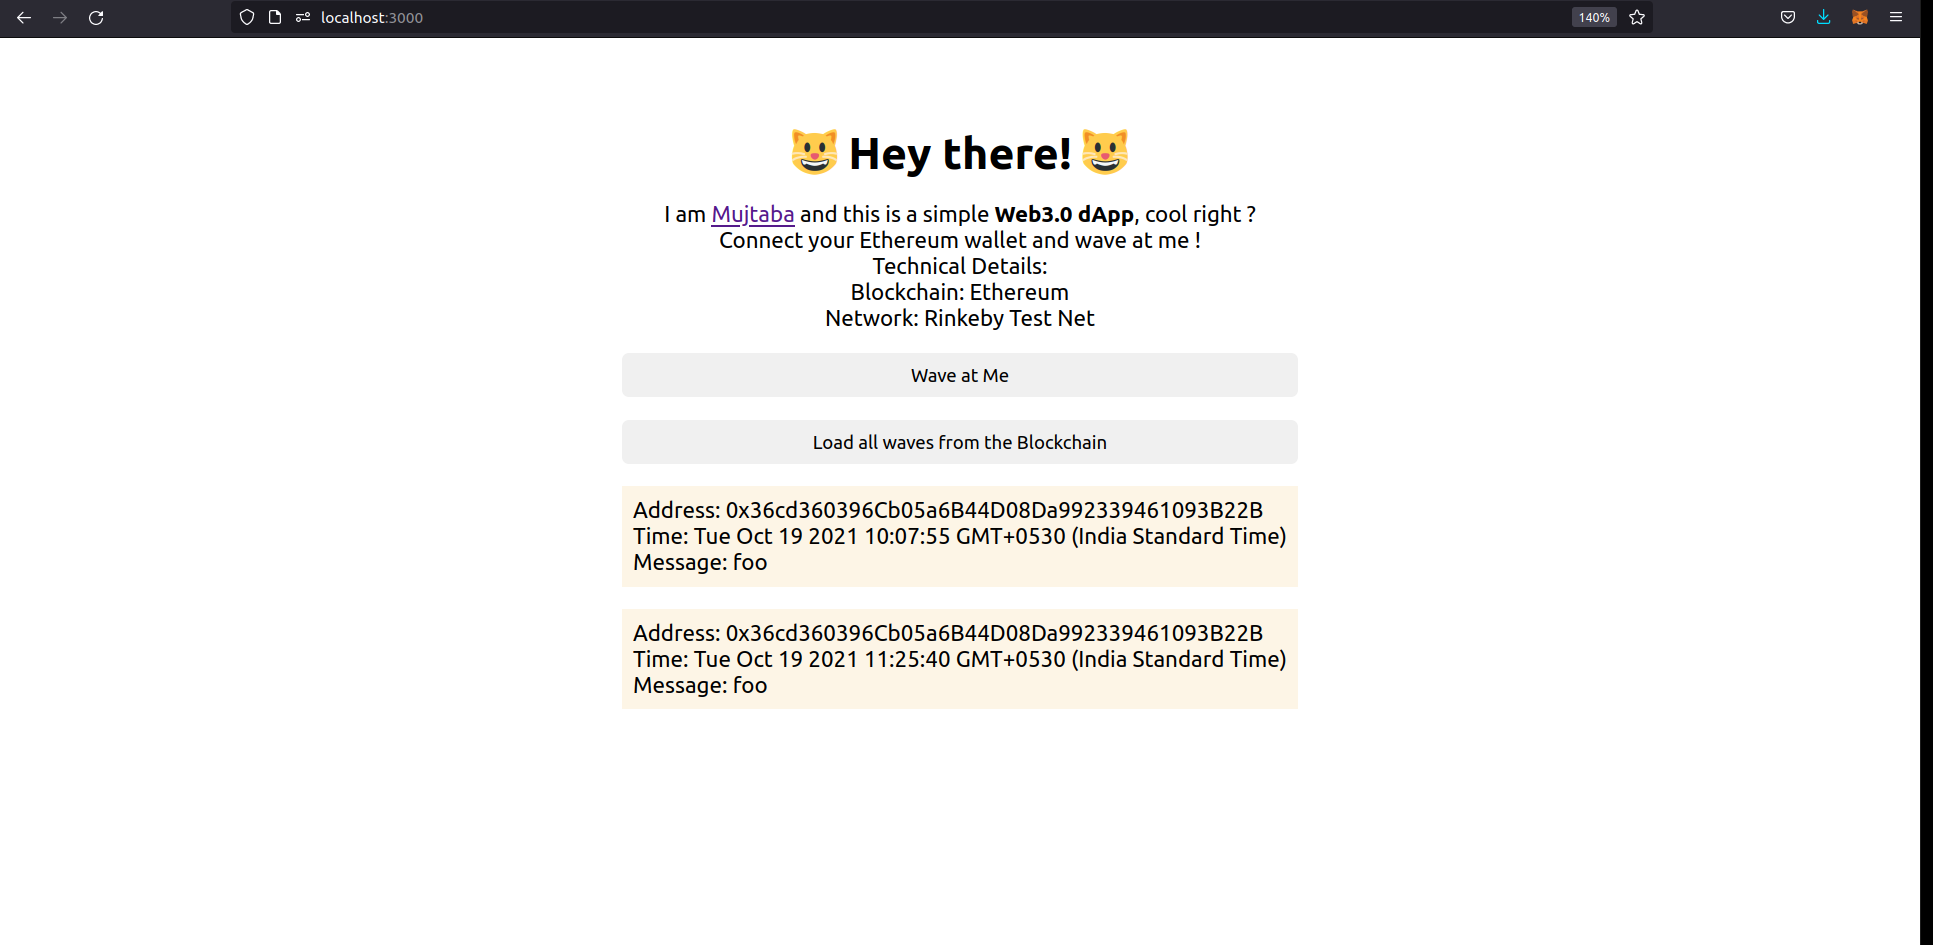 localhost:3000
140%
Hey there!
I am Mujtaba and this is a simple Web3.0 dApp, cool right ?
Connect your Ethereum wallet and wave at me !
Technical Details:
Blockchain: Ethereum
Network: Rinkeby Test Net
Wave at Me
Load all waves from the Blockchain
Address: 0x36cd360396Cb05a6B44D08Da992339461093B22B
Time: Tue Oct 19 2021 10:07:55 GMT+0530 (India Standard Time)
Message: foo
Address: 0x36cd360396Cb05a6B44D08Da992339461093B22B
Time: Tue Oct 19 2021 11:25:40 GMT+0530 (India Standard Time)
Message: foo